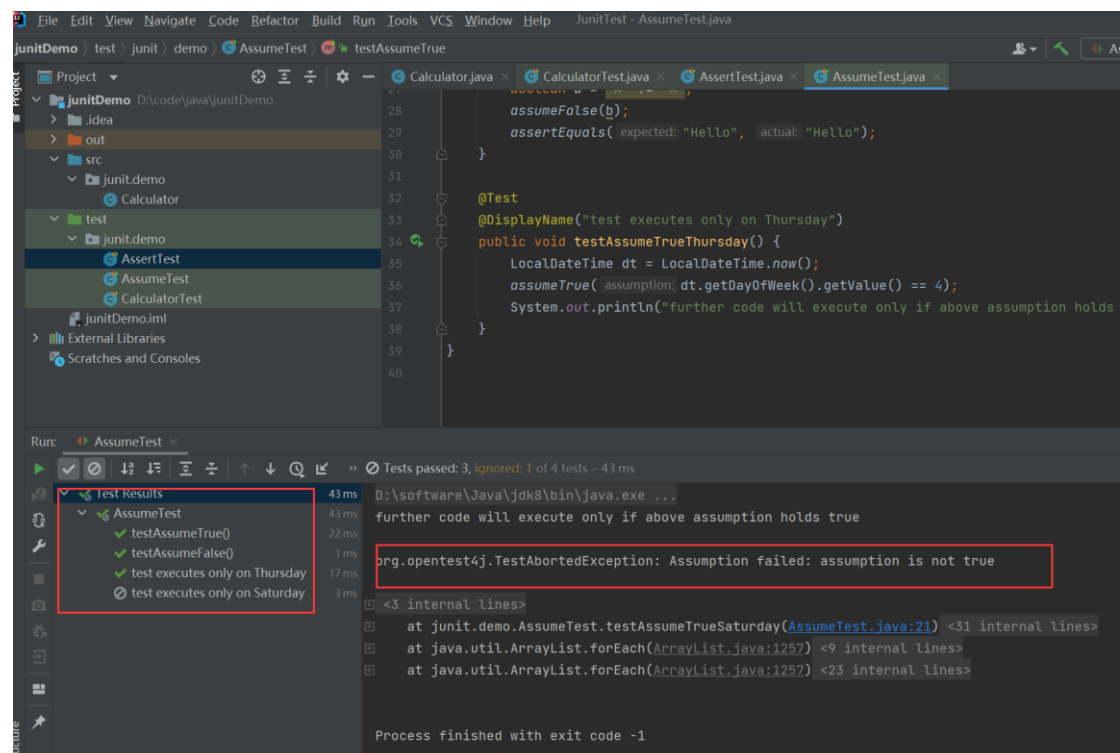 File Edit View Navigate Code Refactor Build Run Tools VCS Window Help JunitTest - AssumeTest.java
junitDemo test junit demo AssumeTest testAssumeTrue
Project
Calculator.java CalculatorTest.java AssertTest.java AssumeTest.java
Project
junitDemo D:\code\java\junitDemo
.idea
out
src
junit.demo
Calculator
test
junit.demo
AssertTest
AssumeTest
CalculatorTest
junitDemo.iml
External Libraries
Scratches and Consoles
28 assumeFalse(b);
29 assertEquals( expected: "Hello", actual: "Hello");
30 }
31
32 @Test
33 @DisplayName("test executes only on Thursday")
34 public void testAssumeTrueThursday() {
35 LocalDateTime dt = LocalDateTime.now();
36 assumeTrue( assumption: dt.getDayOfWeek().getValue() == 4);
37 System.out.println("further code will execute only if above assumption holds
38 }
39 }
40
Run: AssumeTest
Tests passed: 3, ignored: 1 of 4 tests – 43 ms
Test Results 43 ms
AssumeTest 43 ms
testAssumeTrue() 22 ms
testAssumeFalse() 1 ms
test executes only on Thursday 17 ms
test executes only on Saturday 3 ms
D:\software\Java\jdk8\bin\java.exe ...
further code will execute only if above assumption holds true
org.opentest4j.TestAbortedException: Assumption failed: assumption is not true
<3 internal lines>
at junit.demo.AssumeTest.testAssumeTrueSaturday(AssumeTest.java:21) <31 internal lines>
at java.util.ArrayList.forEach(ArrayList.java:1257) <9 internal lines>
at java.util.ArrayList.forEach(ArrayList.java:1257) <23 internal lines>
Process finished with exit code -1